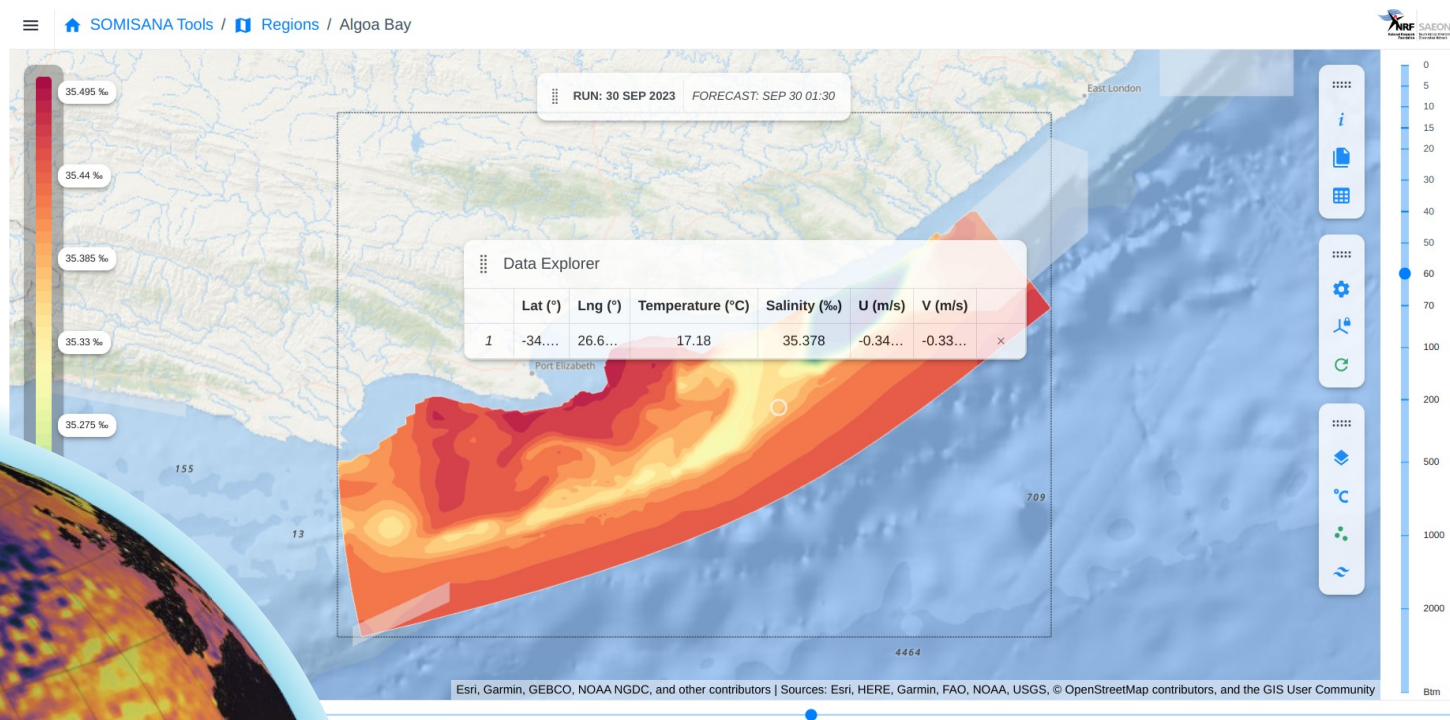 SOMISANA Tools / Regions / Algoa Bay
NRF SAEON
RUN: 30 SEP 2023 FORECAST: SEP 30 01:30
East London
35.495 ‰
35.44 ‰
35.385 ‰
35.33 ‰
35.275 ‰
Data Explorer
Lat (°) Lng (°) Temperature (°C) Salinity (‰) U (m/s) V (m/s)
1 -34.… 26.6… 17.18 35.378 -0.34… -0.33… ×
Port Elizabeth
155
13
709
4464
i
°C
0
5
10
15
20
30
40
50
60
70
100
200
500
1000
2000
Btm
Esri, Garmin, GEBCO, NOAA NGDC, and other contributors | Sources: Esri, HERE, Garmin, FAO, NOAA, USGS, © OpenStreetMap contributors, and the GIS User Community